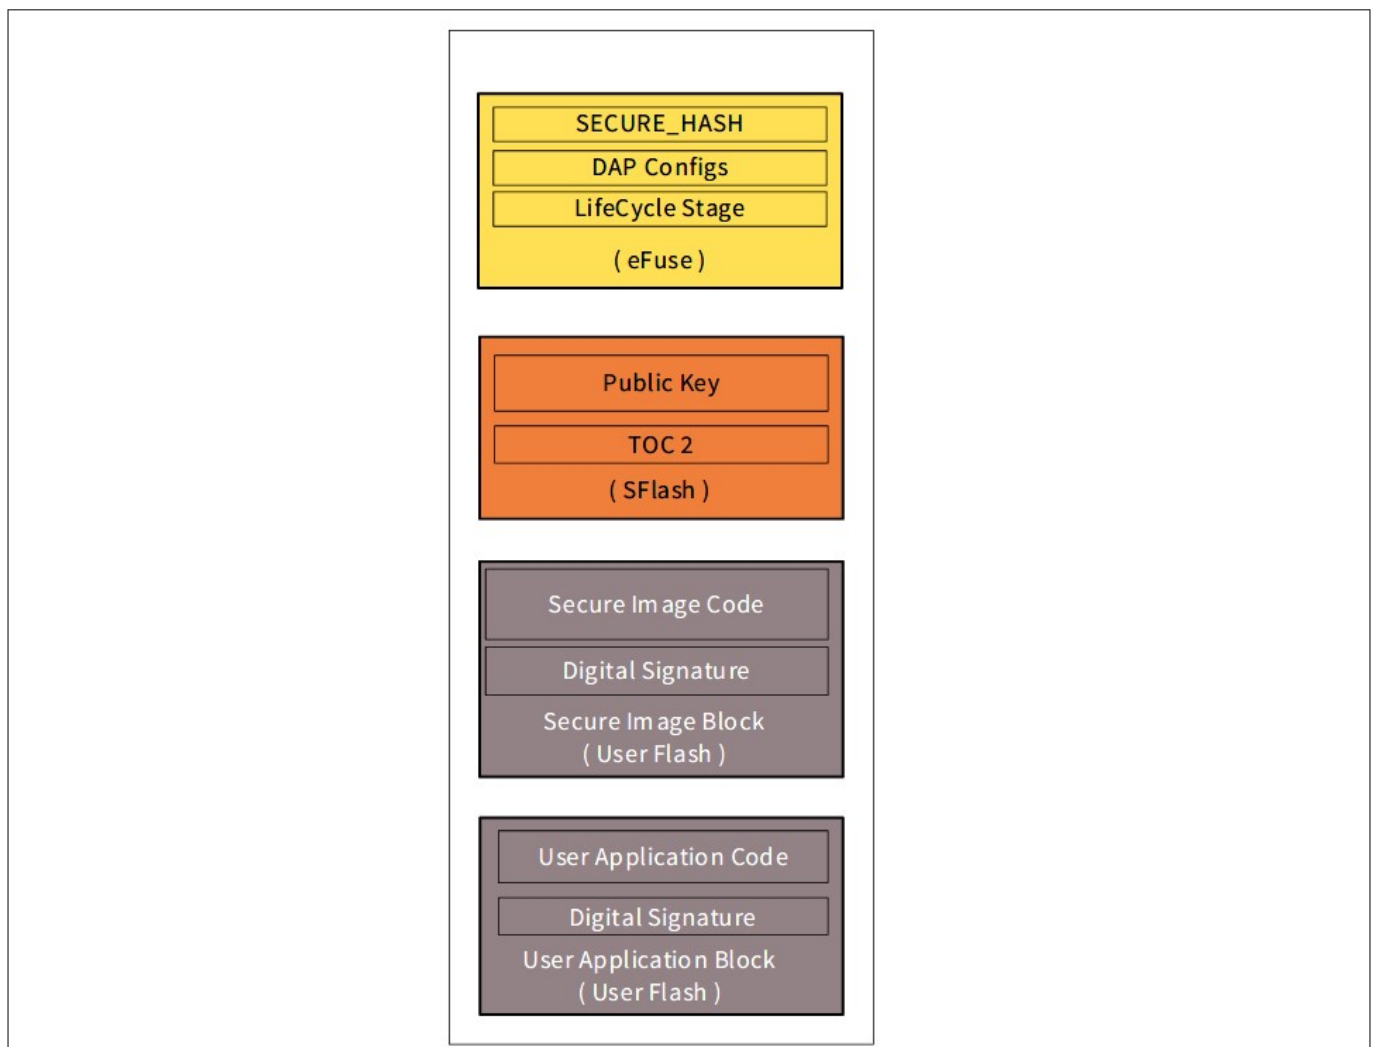 SECURE_HASH
DAP Configs
LifeCycle Stage
( eFuse )
Public Key
TOC 2
( SFlash )
Secure Image Code
Digital Signature
Secure Image Block
( User Flash )
User Application Code
Digital Signature
User Application Block
( User Flash )